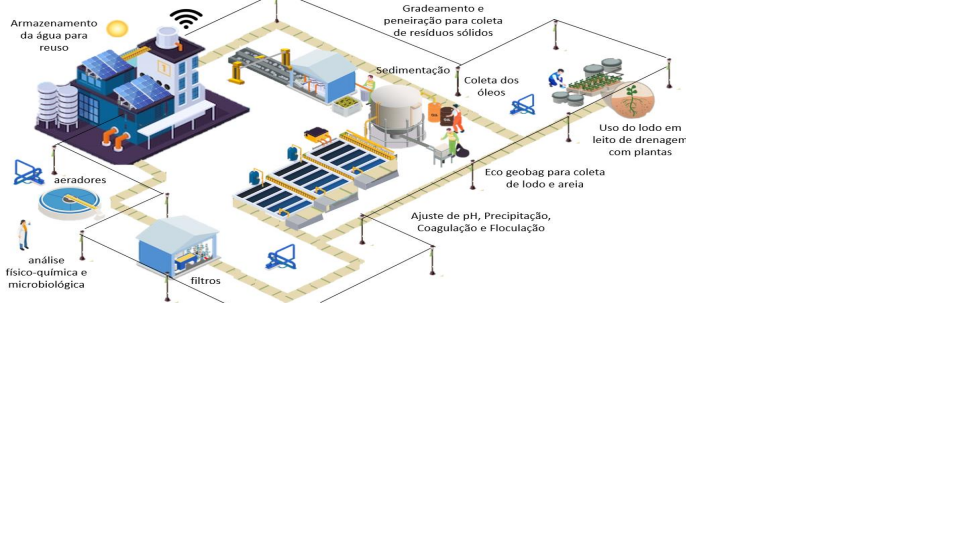 Armazenamento
da água para
reuso
Gradeamento e
peneiração para coleta
de resíduos sólidos
Sedimentação
Coleta dos
óleos
Uso do lodo em
leito de drenagem
com plantas
Eco geobag para coleta
de lodo e areia
Ajuste de pH, Precipitação,
Coagulação e Floculação
aeradores
análise
físico-química e
microbiológica
filtros